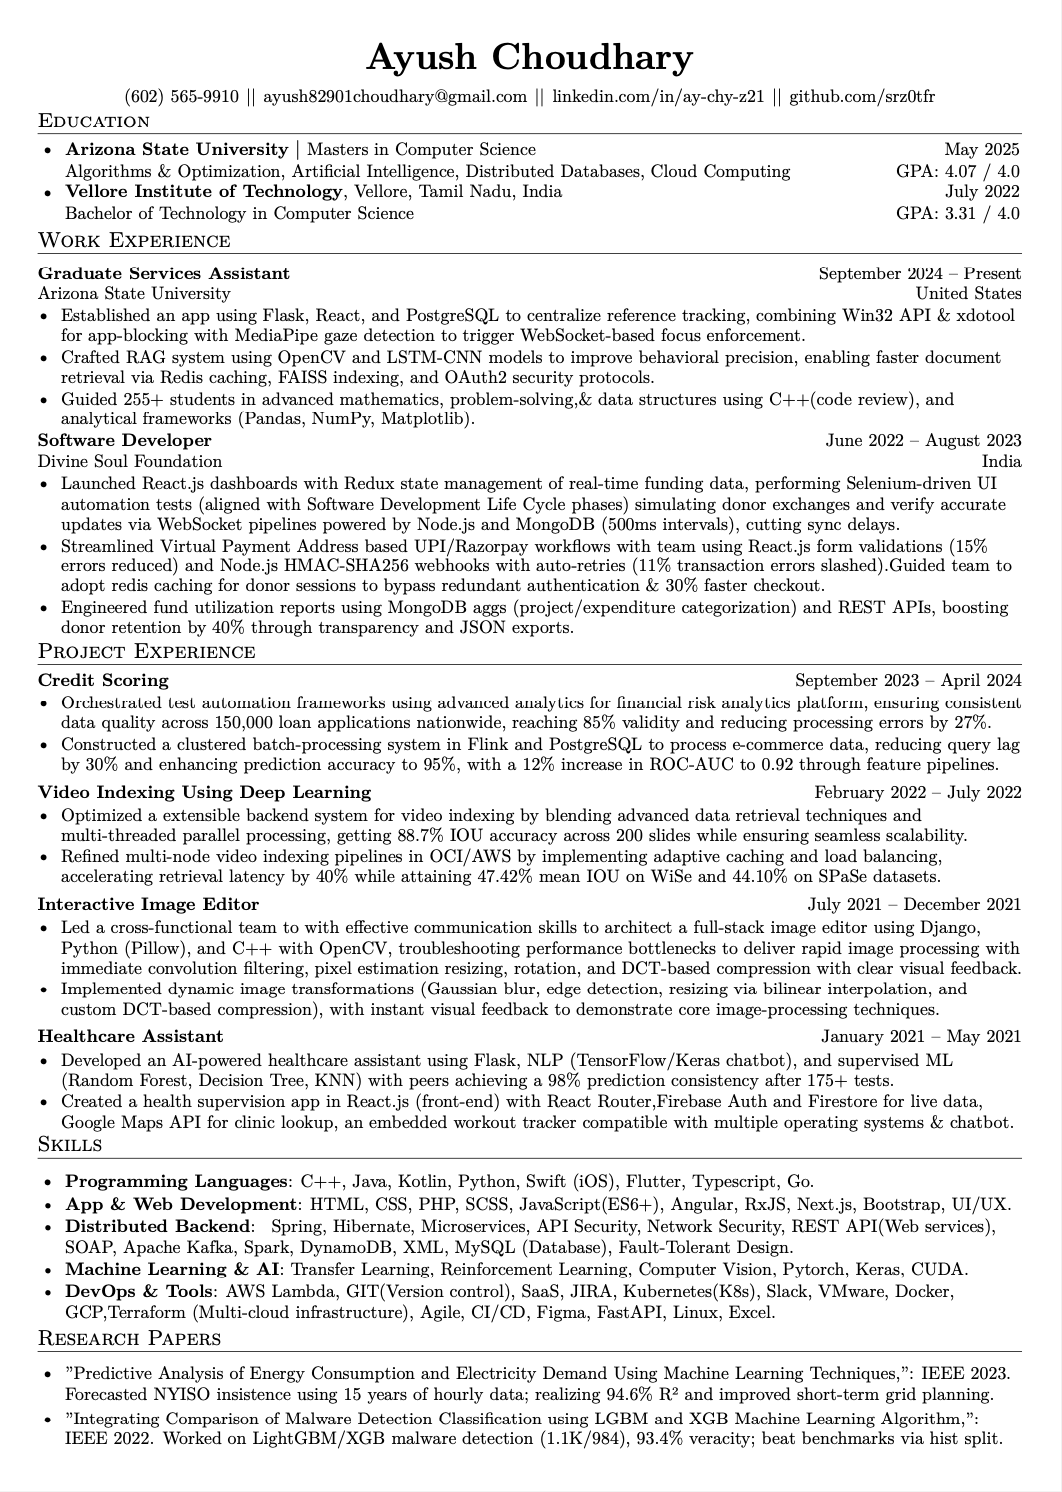 Ayush Choudhary
(602) 565-9910 || ayush82901choudhary@gmail.com || linkedin.com/in/ay-chy-z21 || github.com/srz0tfr
Education
• Arizona State University | Masters in Computer Science May 2025
Algorithms & Optimization, Artificial Intelligence, Distributed Databases, Cloud Computing GPA: 4.07 / 4.0
• Vellore Institute of Technology, Vellore, Tamil Nadu, India July 2022
Bachelor of Technology in Computer Science GPA: 3.31 / 4.0
Work Experience
Graduate Services Assistant September 2024 – Present
Arizona State University United States
• Established an app using Flask, React, and PostgreSQL to centralize reference tracking, combining Win32 API & xdotool
for app-blocking with MediaPipe gaze detection to trigger WebSocket-based focus enforcement.
• Crafted RAG system using OpenCV and LSTM-CNN models to improve behavioral precision, enabling faster document
retrieval via Redis caching, FAISS indexing, and OAuth2 security protocols.
• Guided 255+ students in advanced mathematics, problem-solving,& data structures using C++(code review), and
analytical frameworks (Pandas, NumPy, Matplotlib).
Software Developer June 2022 – August 2023
Divine Soul Foundation India
• Launched React.js dashboards with Redux state management of real-time funding data, performing Selenium-driven UI
automation tests (aligned with Software Development Life Cycle phases) simulating donor exchanges and verify accurate
updates via WebSocket pipelines powered by Node.js and MongoDB (500ms intervals), cutting sync delays.
• Streamlined Virtual Payment Address based UPI/Razorpay workflows with team using React.js form validations (15%
errors reduced) and Node.js HMAC-SHA256 webhooks with auto-retries (11% transaction errors slashed).Guided team to
adopt redis caching for donor sessions to bypass redundant authentication & 30% faster checkout.
• Engineered fund utilization reports using MongoDB aggs (project/expenditure categorization) and REST APIs, boosting
donor retention by 40% through transparency and JSON exports.
Project Experience
Credit Scoring September 2023 – April 2024
• Orchestrated test automation frameworks using advanced analytics for financial risk analytics platform, ensuring consistent
data quality across 150,000 loan applications nationwide, reaching 85% validity and reducing processing errors by 27%.
• Constructed a clustered batch-processing system in Flink and PostgreSQL to process e-commerce data, reducing query lag
by 30% and enhancing prediction accuracy to 95%, with a 12% increase in ROC-AUC to 0.92 through feature pipelines.
Video Indexing Using Deep Learning February 2022 – July 2022
• Optimized a extensible backend system for video indexing by blending advanced data retrieval techniques and
multi-threaded parallel processing, getting 88.7% IOU accuracy across 200 slides while ensuring seamless scalability.
• Refined multi-node video indexing pipelines in OCI/AWS by implementing adaptive caching and load balancing,
accelerating retrieval latency by 40% while attaining 47.42% mean IOU on WiSe and 44.10% on SPaSe datasets.
Interactive Image Editor July 2021 – December 2021
• Led a cross-functional team to with effective communication skills to architect a full-stack image editor using Django,
Python (Pillow), and C++ with OpenCV, troubleshooting performance bottlenecks to deliver rapid image processing with
immediate convolution filtering, pixel estimation resizing, rotation, and DCT-based compression with clear visual feedback.
• Implemented dynamic image transformations (Gaussian blur, edge detection, resizing via bilinear interpolation, and
custom DCT-based compression), with instant visual feedback to demonstrate core image-processing techniques.
Healthcare Assistant January 2021 – May 2021
• Developed an AI-powered healthcare assistant using Flask, NLP (TensorFlow/Keras chatbot), and supervised ML
(Random Forest, Decision Tree, KNN) with peers achieving a 98% prediction consistency after 175+ tests.
• Created a health supervision app in React.js (front-end) with React Router,Firebase Auth and Firestore for live data,
Google Maps API for clinic lookup, an embedded workout tracker compatible with multiple operating systems & chatbot.
Skills
• Programming Languages: C++, Java, Kotlin, Python, Swift (iOS), Flutter, Typescript, Go.
• App & Web Development: HTML, CSS, PHP, SCSS, JavaScript(ES6+), Angular, RxJS, Next.js, Bootstrap, UI/UX.
• Distributed Backend: Spring, Hibernate, Microservices, API Security, Network Security, REST API(Web services),
SOAP, Apache Kafka, Spark, DynamoDB, XML, MySQL (Database), Fault-Tolerant Design.
• Machine Learning & AI: Transfer Learning, Reinforcement Learning, Computer Vision, Pytorch, Keras, CUDA.
• DevOps & Tools: AWS Lambda, GIT(Version control), SaaS, JIRA, Kubernetes(K8s), Slack, VMware, Docker,
GCP,Terraform (Multi-cloud infrastructure), Agile, CI/CD, Figma, FastAPI, Linux, Excel.
Research Papers
• ”Predictive Analysis of Energy Consumption and Electricity Demand Using Machine Learning Techniques,”: IEEE 2023.
Forecasted NYISO insistence using 15 years of hourly data; realizing 94.6% R² and improved short-term grid planning.
• ”Integrating Comparison of Malware Detection Classification using LGBM and XGB Machine Learning Algorithm,”:
IEEE 2022. Worked on LightGBM/XGB malware detection (1.1K/984), 93.4% veracity; beat benchmarks via hist split.